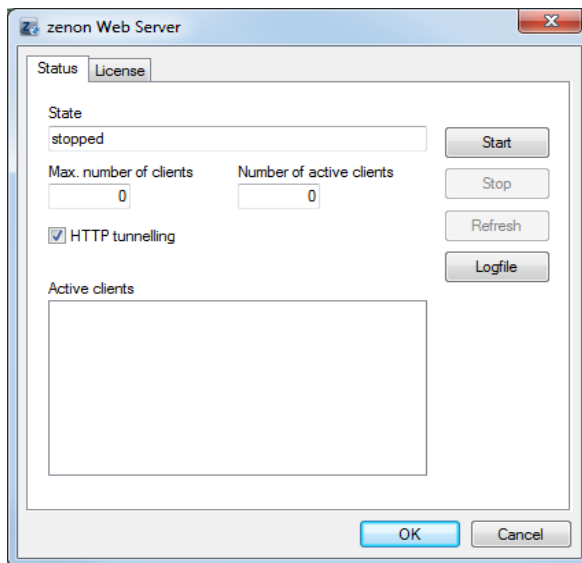 zenon Web Server
Status License
State
stopped
Start
Max. number of clients Number of active clients
0 0
Stop
HTTP tunnelling
Refresh
Logfile
Active clients
OK Cancel